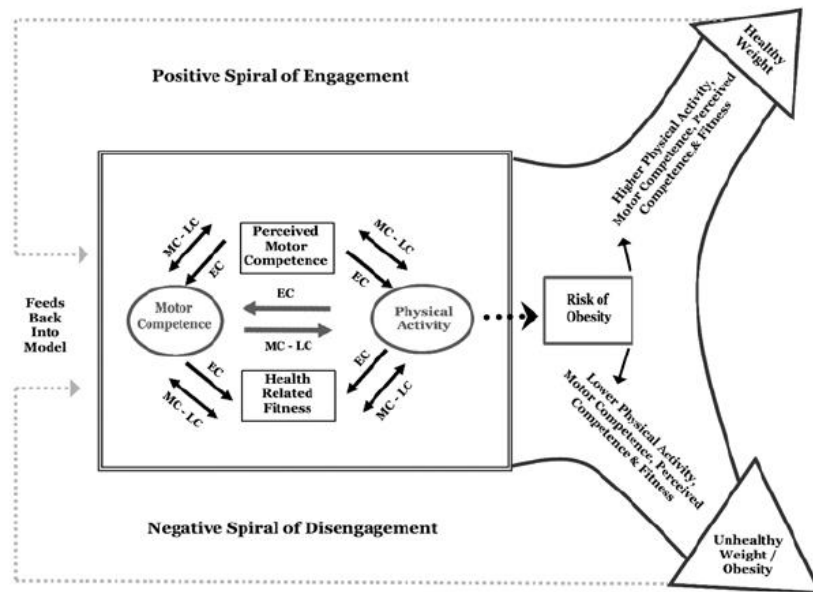 Healthy
Weight
Positive Spiral of Engagement
Higher Physical Activity,
Motor Competence, Perceived
Competence & Fitness
MC - LC
EC
Perceived
Motor
Competence
MC - LC
EC
Feeds
Back
Into
Model
Motor
Competence
EC
MC - LC
Physical
Activity
Risk of
Obesity
EC
MC - LC
Health
Related
Fitness
EC
MC - LC
Lower Physical Activity,
Motor Competence, Perceived
Competence & Fitness
Negative Spiral of Disengagement
Unhealthy
Weight /
Obesity